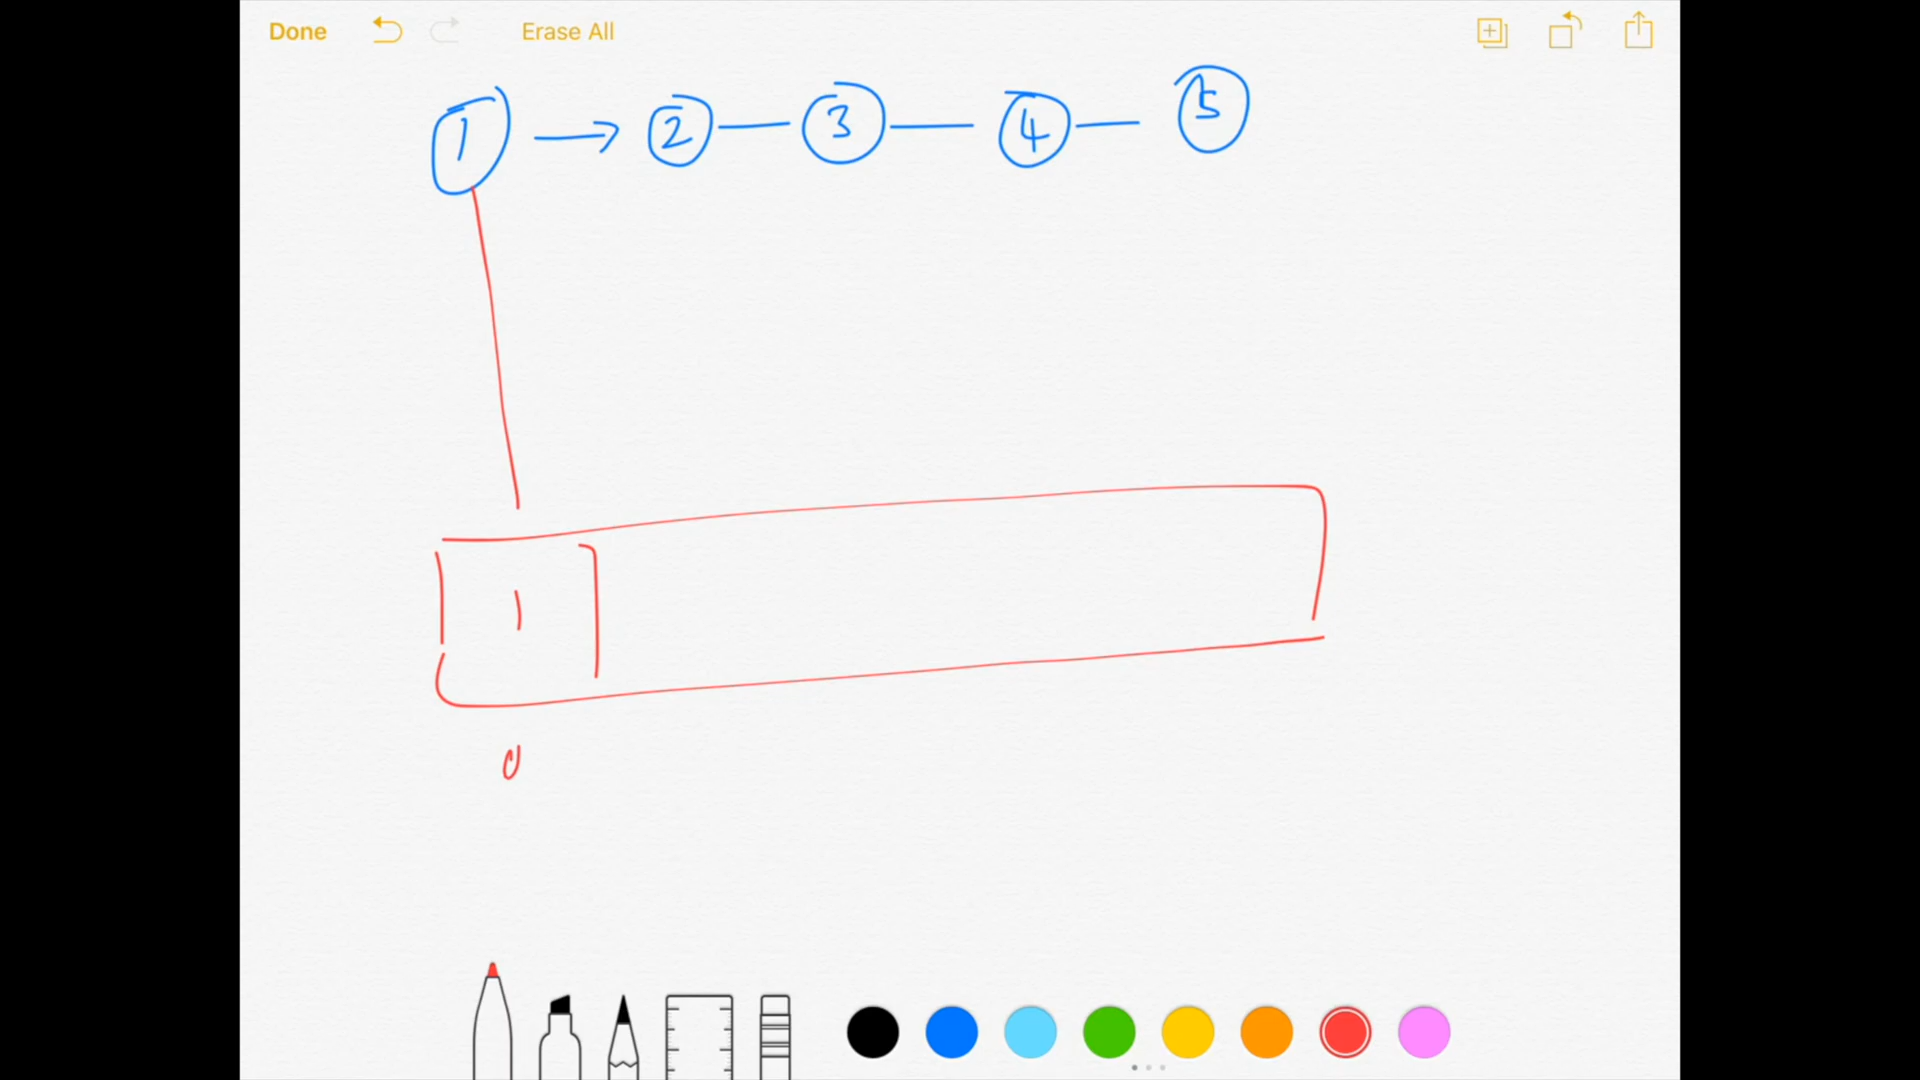 Done Erase All
1 → 2 — 3 — 4 — 5
1
0